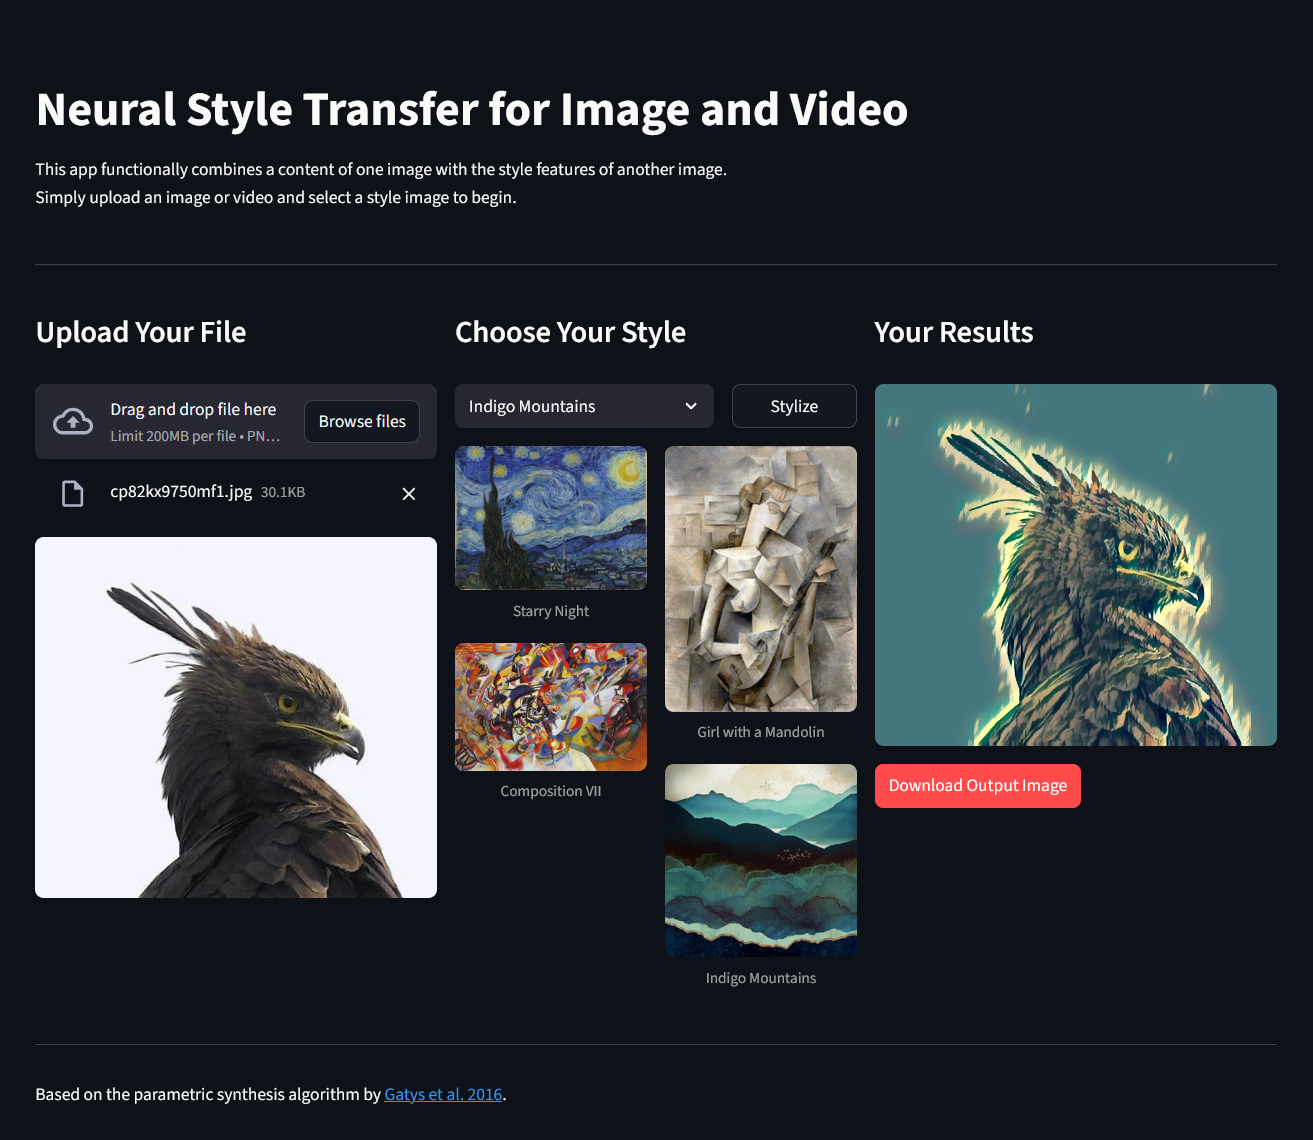 Neural Style Transfer for Image and Video
This app functionally combines a content of one image with the style features of another image.
Simply upload an image or video and select a style image to begin.
Upload Your File
Drag and drop file here
Limit 200MB per file • PN...
Browse files
cp82kx9750mf1.jpg 30.1KB
Choose Your Style
Indigo Mountains
Stylize
Starry Night
Girl with a Mandolin
Composition VII
Indigo Mountains
Your Results
Download Output Image
Based on the parametric synthesis algorithm by Gatys et al. 2016.